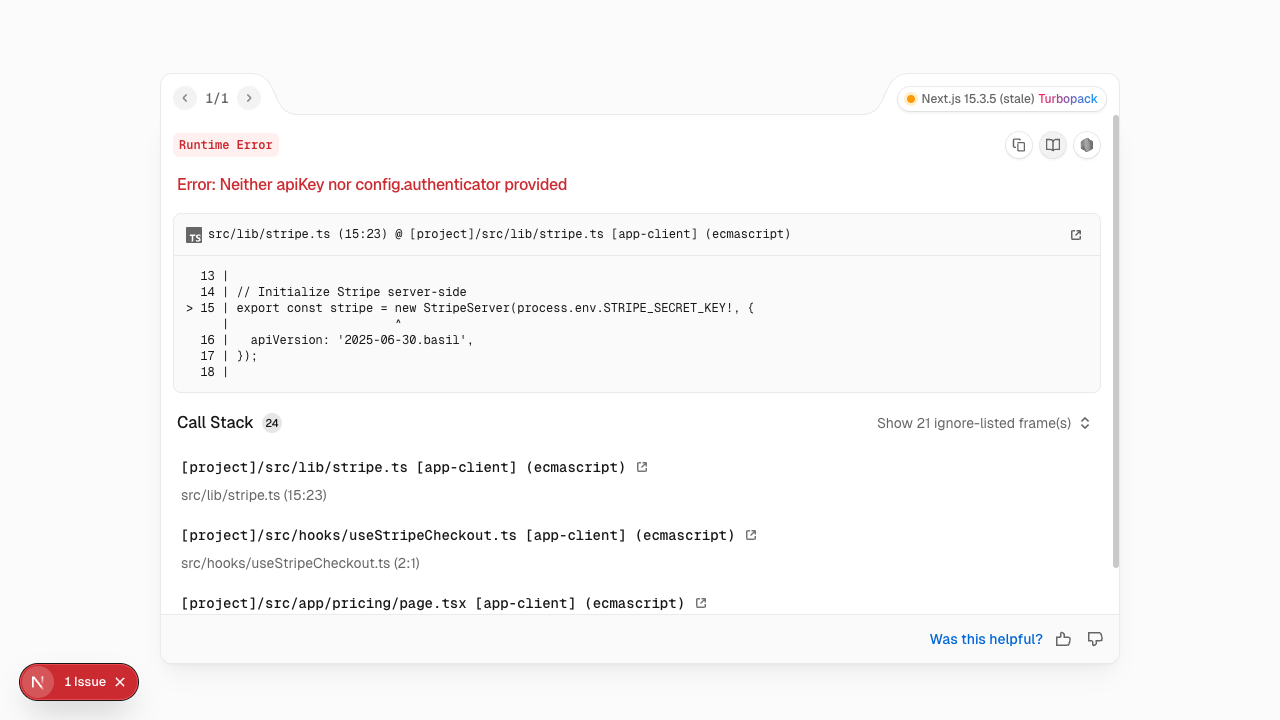 1/1
Next.js 15.3.5 (stale) Turbopack
Runtime Error
Error: Neither apiKey nor config.authenticator provided
TS src/lib/stripe.ts (15:23) @ [project]/src/lib/stripe.ts [app-client] (ecmascript)
  13 |
  14 | // Initialize Stripe server-side
> 15 | export const stripe = new StripeServer(process.env.STRIPE_SECRET_KEY!, {
     |                       ^
  16 |   apiVersion: '2025-06-30.basil',
  17 | });
  18 |
Call Stack 24
Show 21 ignore-listed frame(s)
[project]/src/lib/stripe.ts [app-client] (ecmascript)
src/lib/stripe.ts (15:23)
[project]/src/hooks/useStripeCheckout.ts [app-client] (ecmascript)
src/hooks/useStripeCheckout.ts (2:1)
[project]/src/app/pricing/page.tsx [app-client] (ecmascript)
Was this helpful?
N 1 Issue